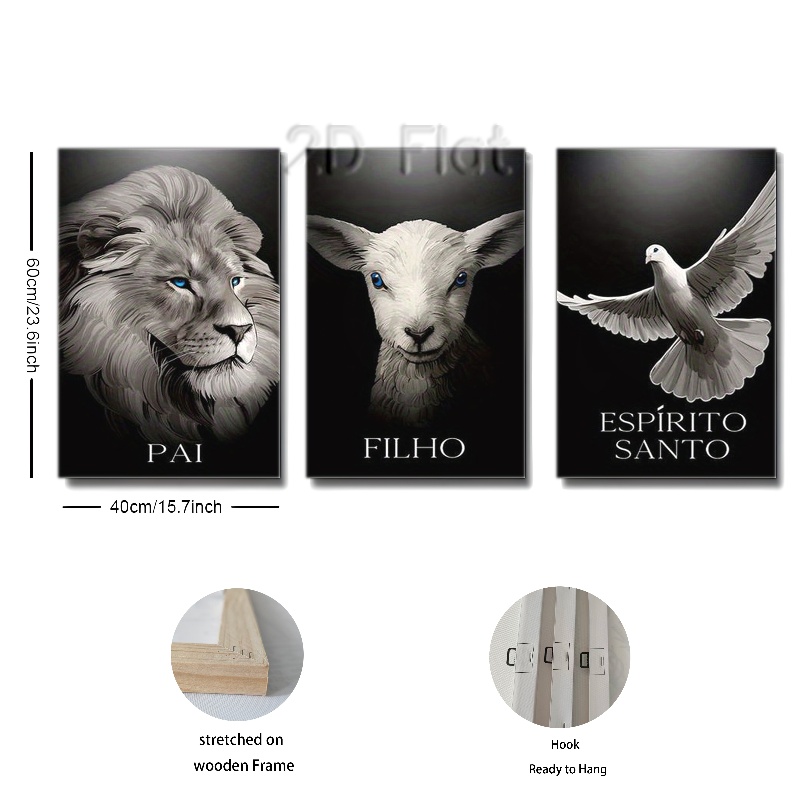 2D Flat
60cm/23.6inch
PAI
FILHO
ESPÍRITO
SANTO
40cm/15.7inch
stretched on
wooden Frame
Hook
Ready to Hang